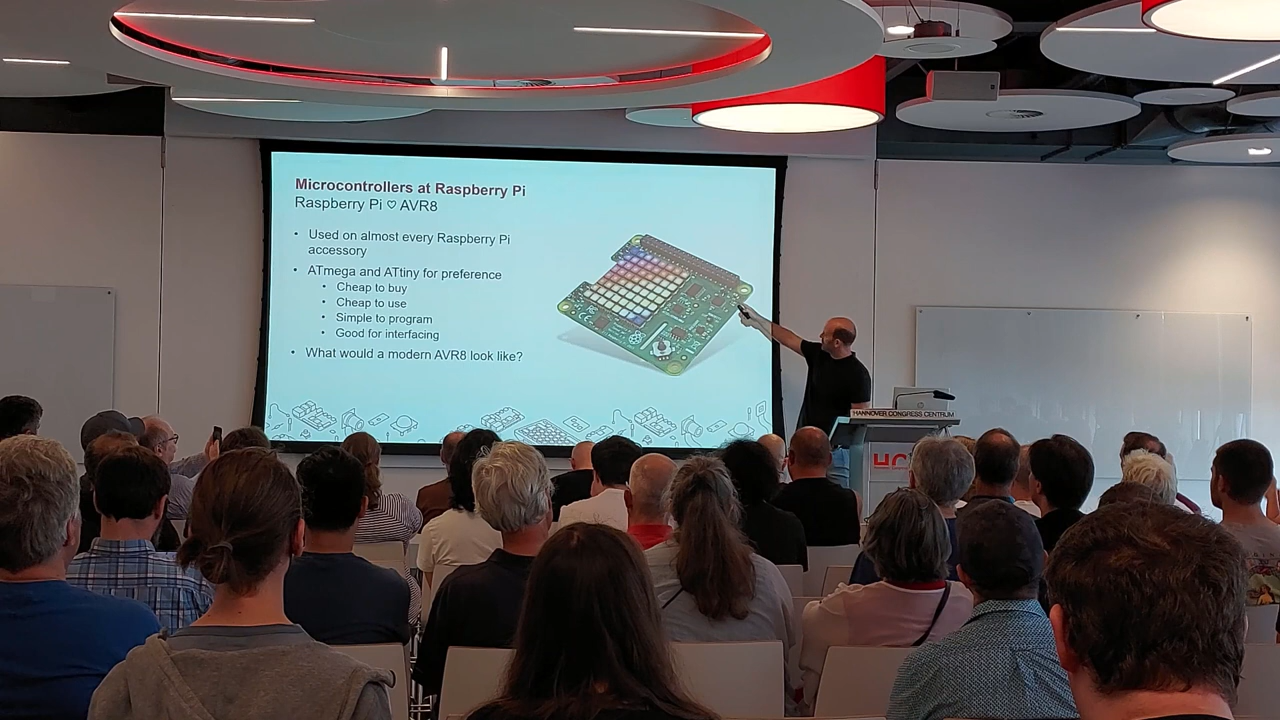 Microcontrollers at Raspberry Pi
Raspberry Pi ♡ AVR8
• Used on almost every Raspberry Pi
accessory
• ATmega and ATtiny for preference
• Cheap to buy
• Cheap to use
• Simple to program
• Good for interfacing
• What would a modern AVR8 look like?
HANNOVER CONGRESS CENTRUM